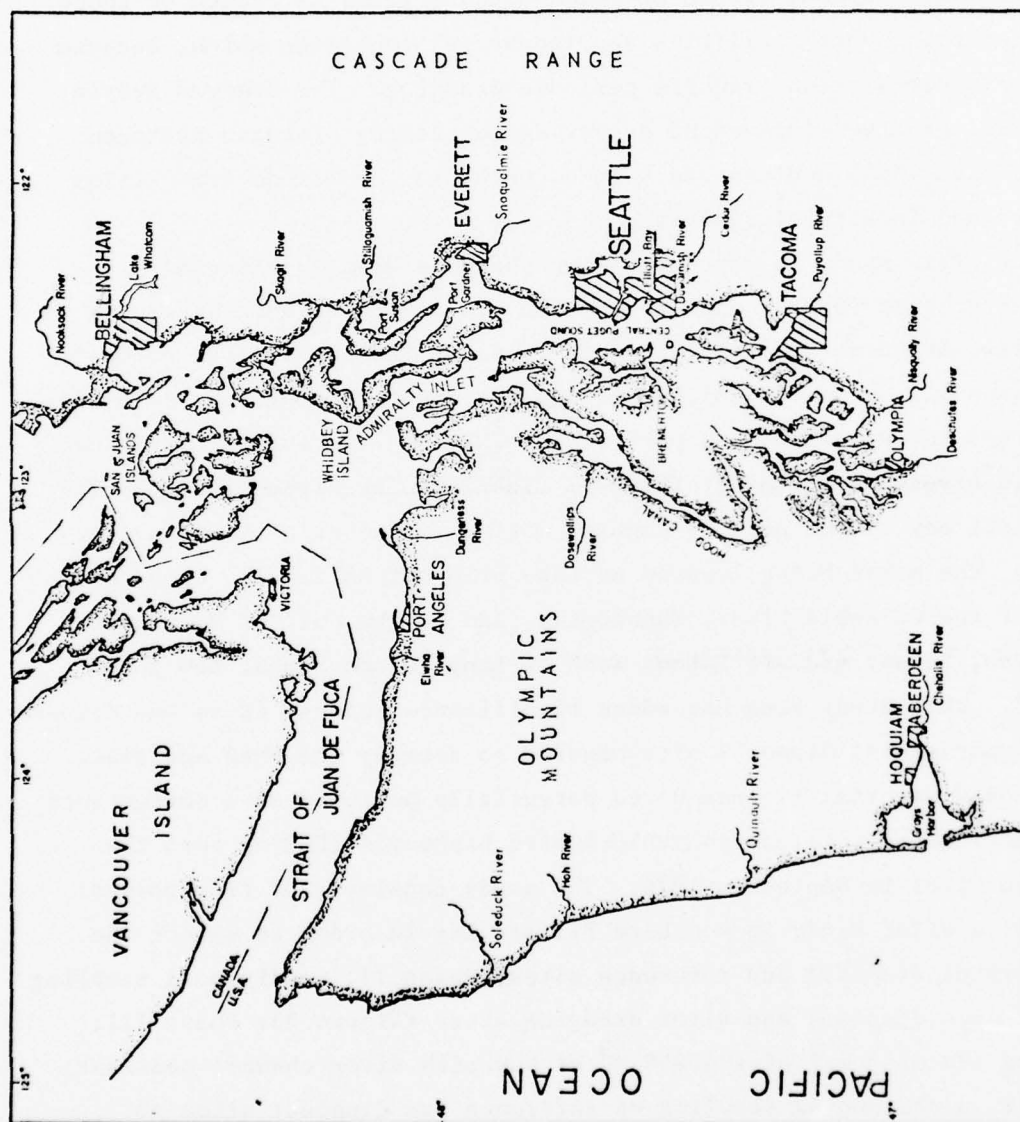 CASCADE RANGE
122°
Nooksack River
BELLINGHAM
Lake
Whatcom
Skagit River
Stillaguamish River
Port
Susan
EVERETT
Port
Gardner
Snoqualmie River
SEATTLE
Elliott Bay
Duwamish River
Cedar River
CENTRAL PUGET SOUND
TACOMA
Puyallup River
Nisqually River
OLYMPIA
Deschutes River
SAN JUAN
ISLANDS
WHIDBEY
ISLAND
ADMIRALTY INLET
BREMERTON
HOOD CANAL
123°
VICTORIA
Dungeness
River
PORT
ANGELES
Elwha
River
Dosewallips
River
OLYMPIC
MOUNTAINS
VANCOUVER
ISLAND
STRAIT OF
JUAN DE FUCA
CANADA
U.S.A.
124°
Soleduck River
Hoh River
Quinault River
HOQUIAM
ABERDEEN
Chehalis River
Grays
Harbor
125°
48°
47°
PACIFIC
OCEAN